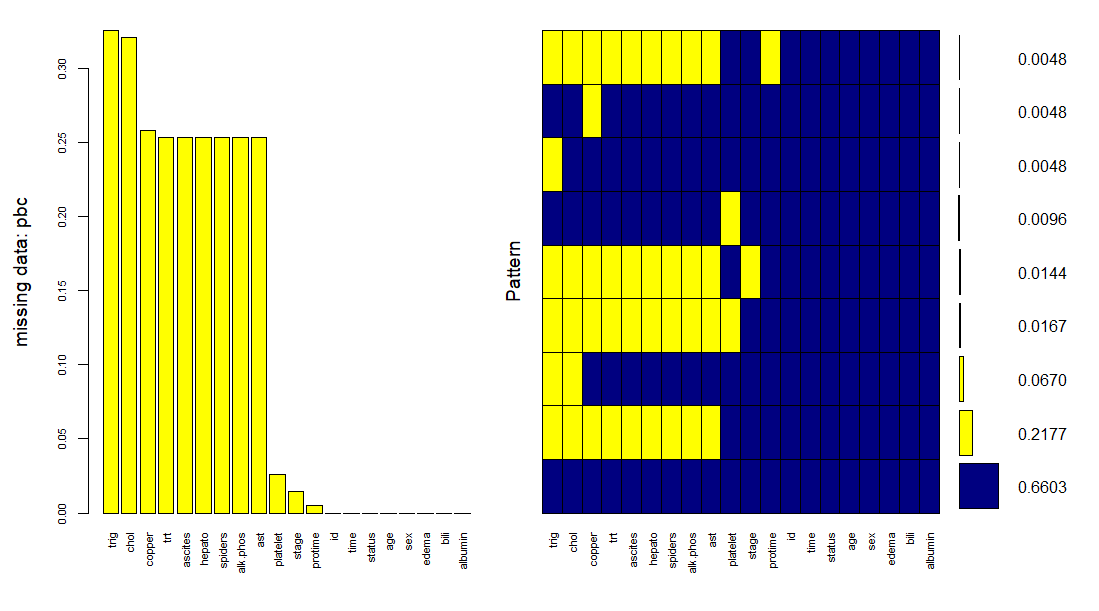 missing data: pbc
0.30
0.25
0.20
0.15
0.10
0.05
0.00
trig
chol
copper
trt
ascites
hepato
spiders
alk.phos
ast
platelet
stage
protime
id
time
status
age
sex
edema
bili
albumin
Pattern
trig
chol
copper
trt
ascites
hepato
spiders
alk.phos
ast
platelet
stage
protime
id
time
status
age
sex
edema
bili
albumin
0.0048
0.0048
0.0048
0.0096
0.0144
0.0167
0.0670
0.2177
0.6603